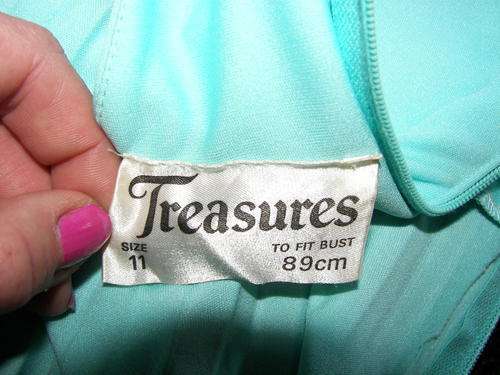 Treasures
SIZE TO FIT BUST
11 89cm